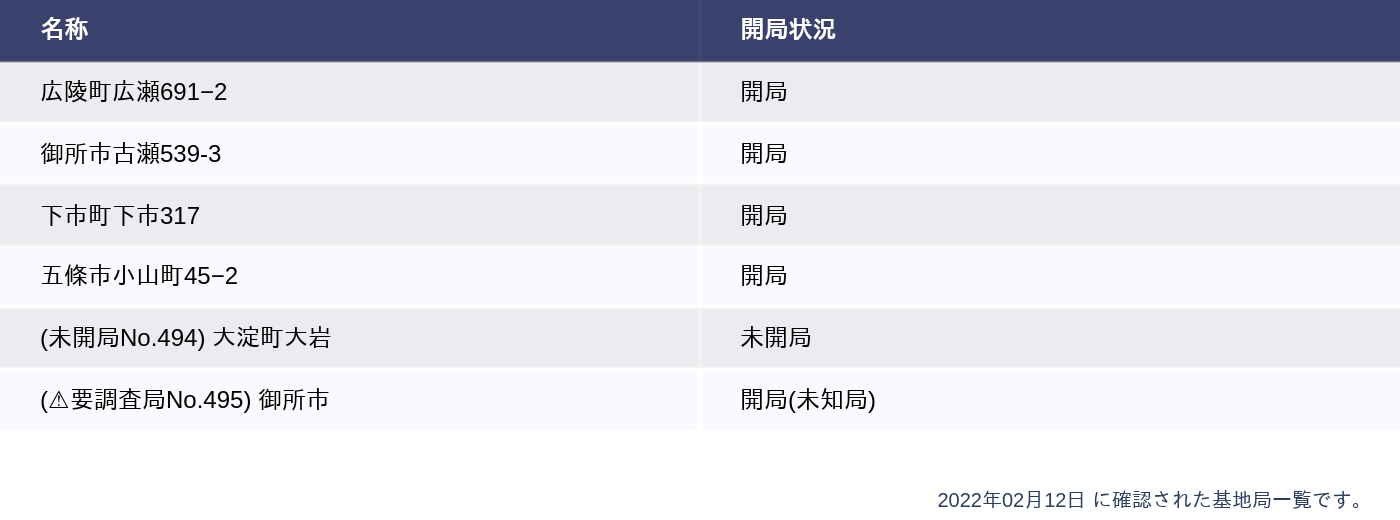 名称 開局状況
広陵町広瀬691−2 開局
御所市古瀬539-3 開局
下市町下市317 開局
五條市小山町45−2 開局
(未開局No.494) 大淀町大岩 未開局
(⚠要調査局No.495) 御所市 開局(未知局)
2022年02月12日 に確認された基地局一覧です。